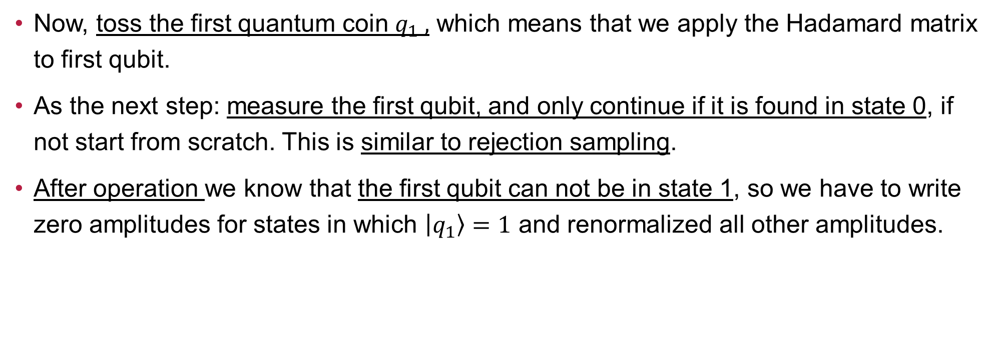 • Now, toss the first quantum coin q₁ , which means that we apply the Hadamard matrix
to first qubit.
• As the next step: measure the first qubit, and only continue if it is found in state 0, if
not start from scratch. This is similar to rejection sampling.
• After operation we know that the first qubit can not be in state 1, so we have to write
zero amplitudes for states in which |q₁⟩ = 1 and renormalized all other amplitudes.